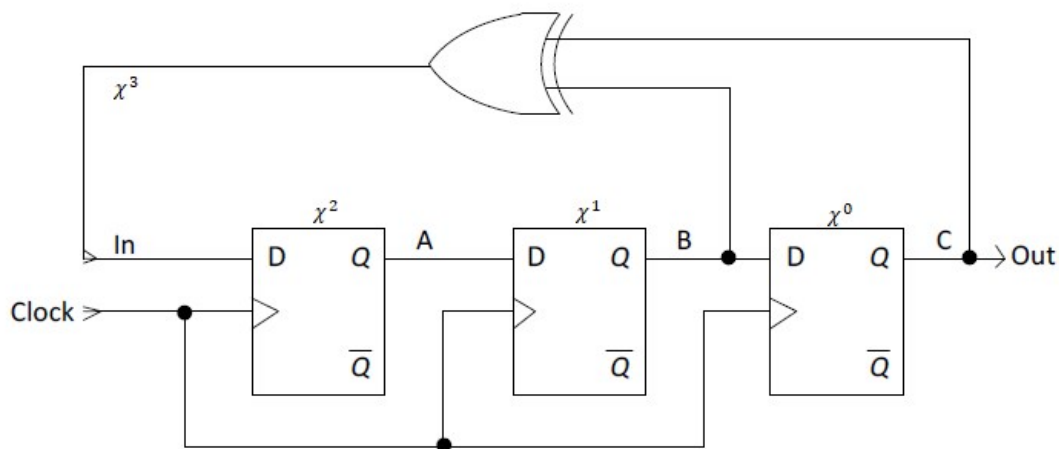 χ³
χ² χ¹ χ⁰
In D Q A D Q B D Q C Out
Clock
Q̅ Q̅ Q̅